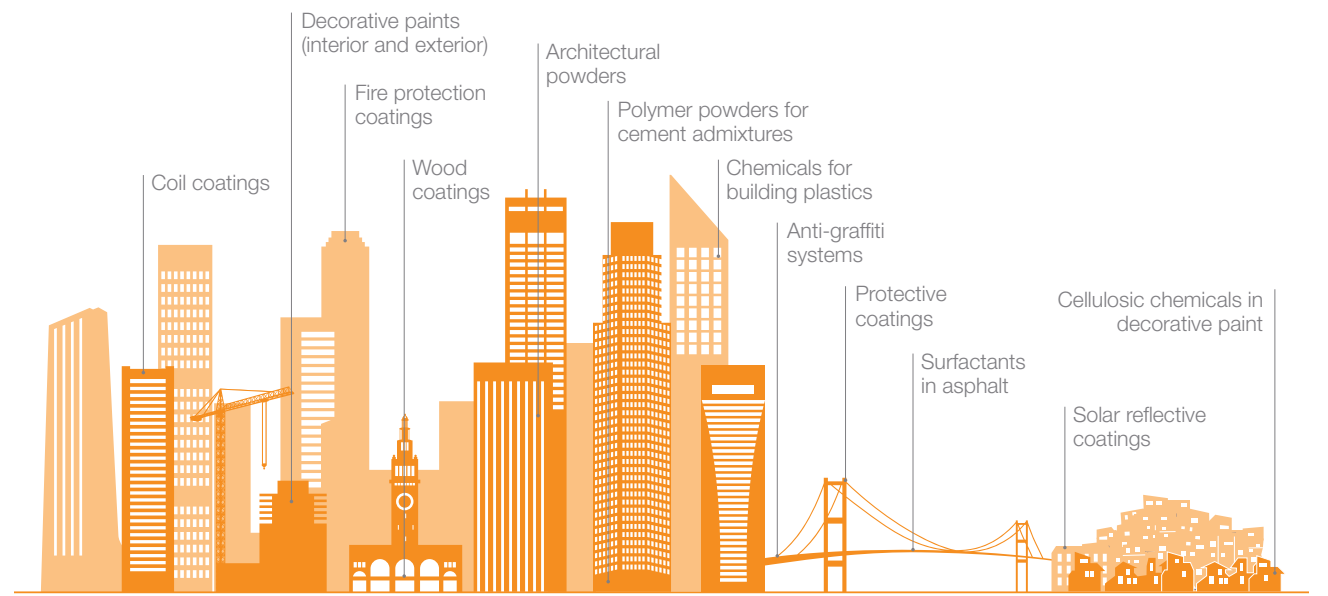 Decorative paints
(interior and exterior)
Architectural
powders
Fire protection
coatings
Polymer powders for
cement admixtures
Coil coatings
Wood
coatings
Chemicals for
building plastics
Anti-graffiti
systems
Protective
coatings
Cellulosic chemicals in
decorative paint
Surfactants
in asphalt
Solar reflective
coatings